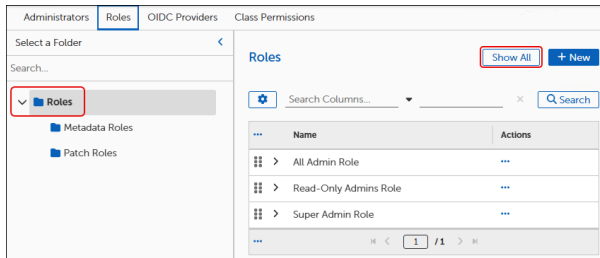 Administrators Roles OIDC Providers Class Permissions
Select a Folder
Search...
Roles
Metadata Roles
Patch Roles
Roles
Show All
+ New
Search Columns...
Search
Name Actions
All Admin Role
Read-Only Admins Role
Super Admin Role
1 / 1